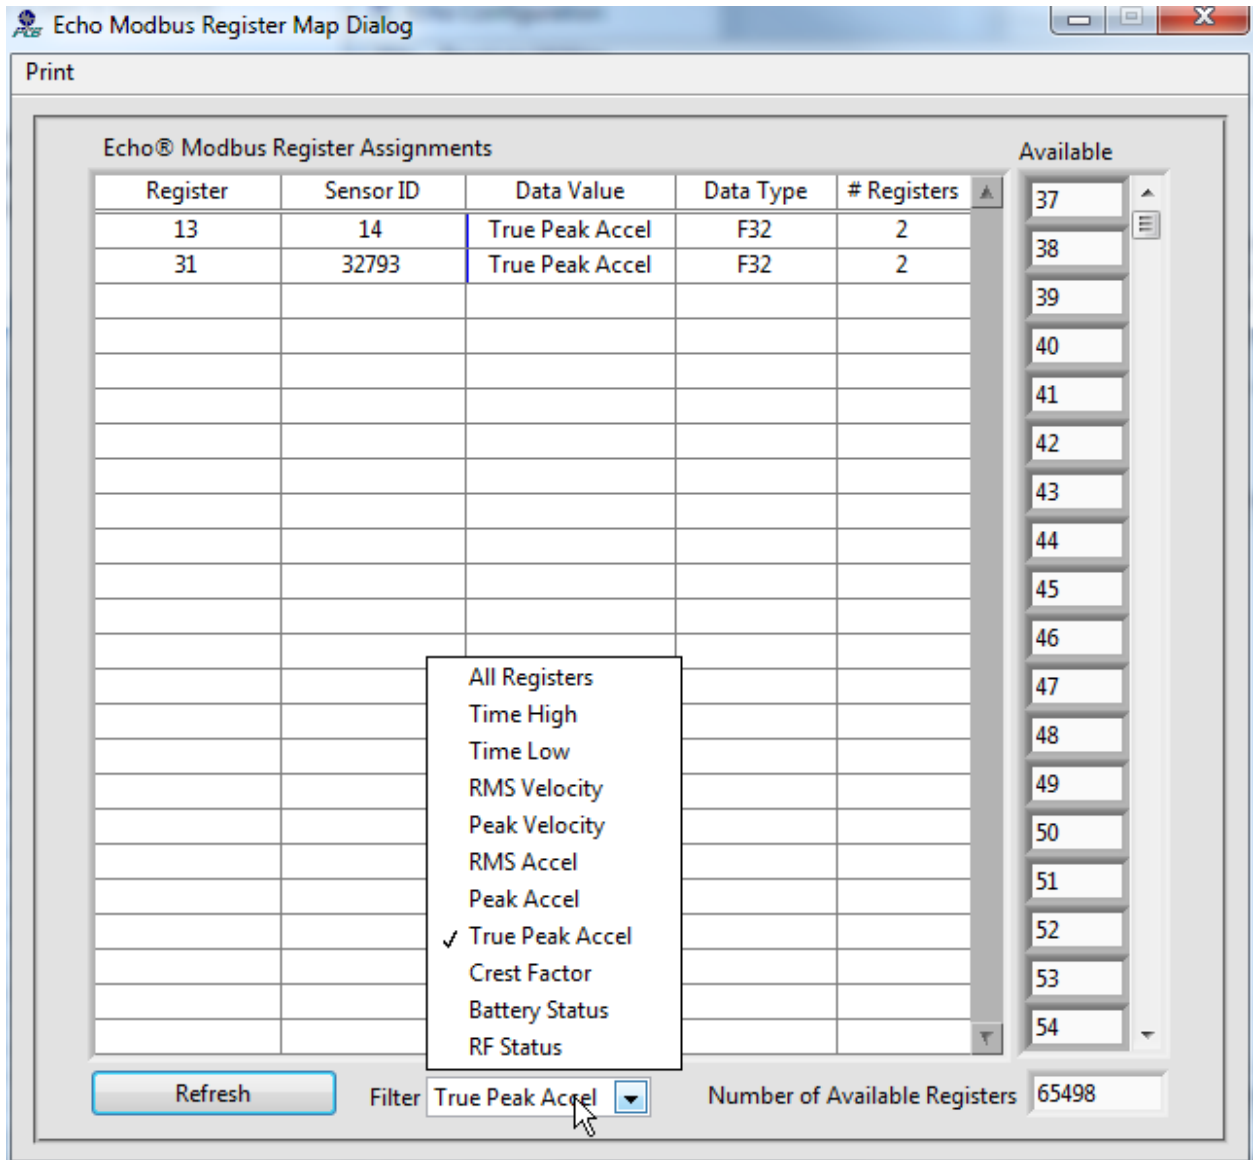 Echo Modbus Register Map Dialog
Print
Echo® Modbus Register Assignments
Available
Register Sensor ID Data Value Data Type # Registers
13 14 True Peak Accel F32 2
31 32793 True Peak Accel F32 2
37
38
39
40
41
42
43
44
45
46
47
48
49
50
51
52
53
54
All Registers
Time High
Time Low
RMS Velocity
Peak Velocity
RMS Accel
Peak Accel
✓ True Peak Accel
Crest Factor
Battery Status
RF Status
Refresh Filter True Peak Accel Number of Available Registers 65498